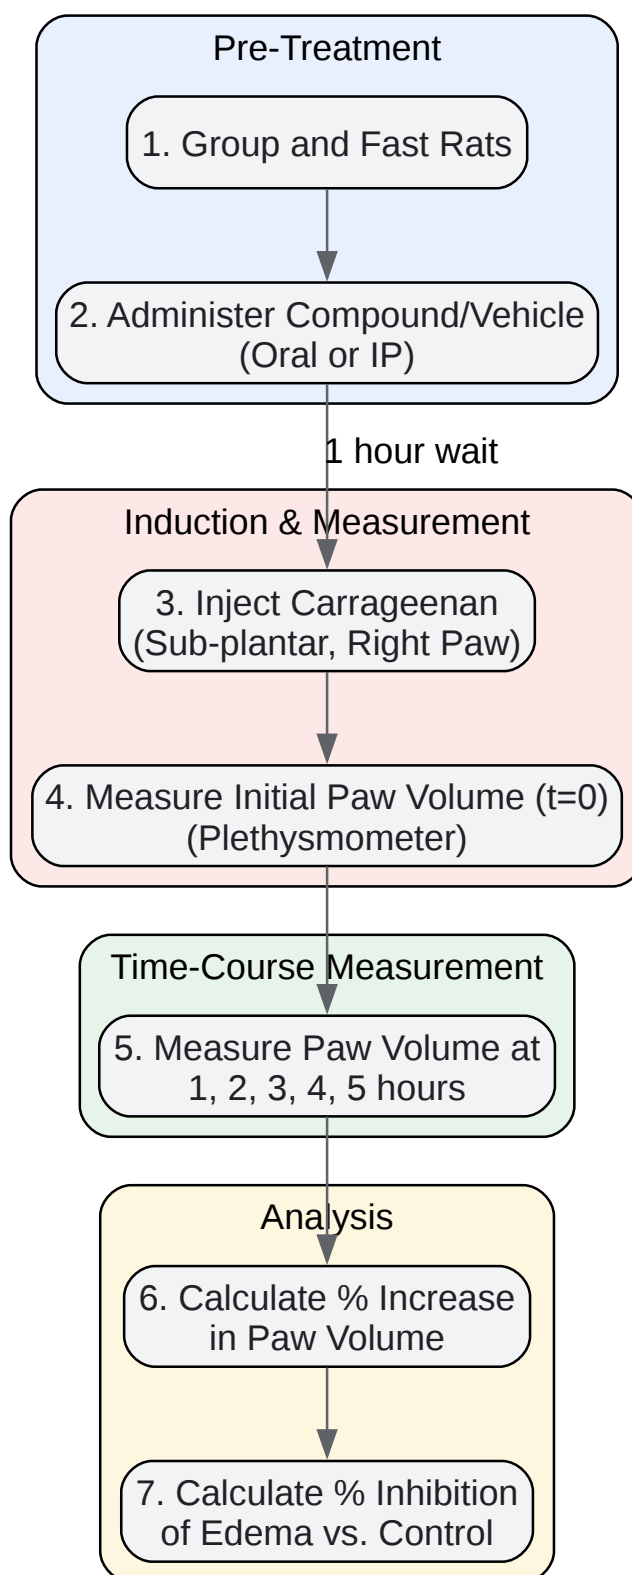 Pre-Treatment
1. Group and Fast Rats
2. Administer Compound/Vehicle
(Oral or IP)
1 hour wait
Induction & Measurement
3. Inject Carrageenan
(Sub-plantar, Right Paw)
4. Measure Initial Paw Volume (t=0)
(Plethysmometer)
Time-Course Measurement
5. Measure Paw Volume at
1, 2, 3, 4, 5 hours
Analysis
6. Calculate % Increase
in Paw Volume
7. Calculate % Inhibition
of Edema vs. Control